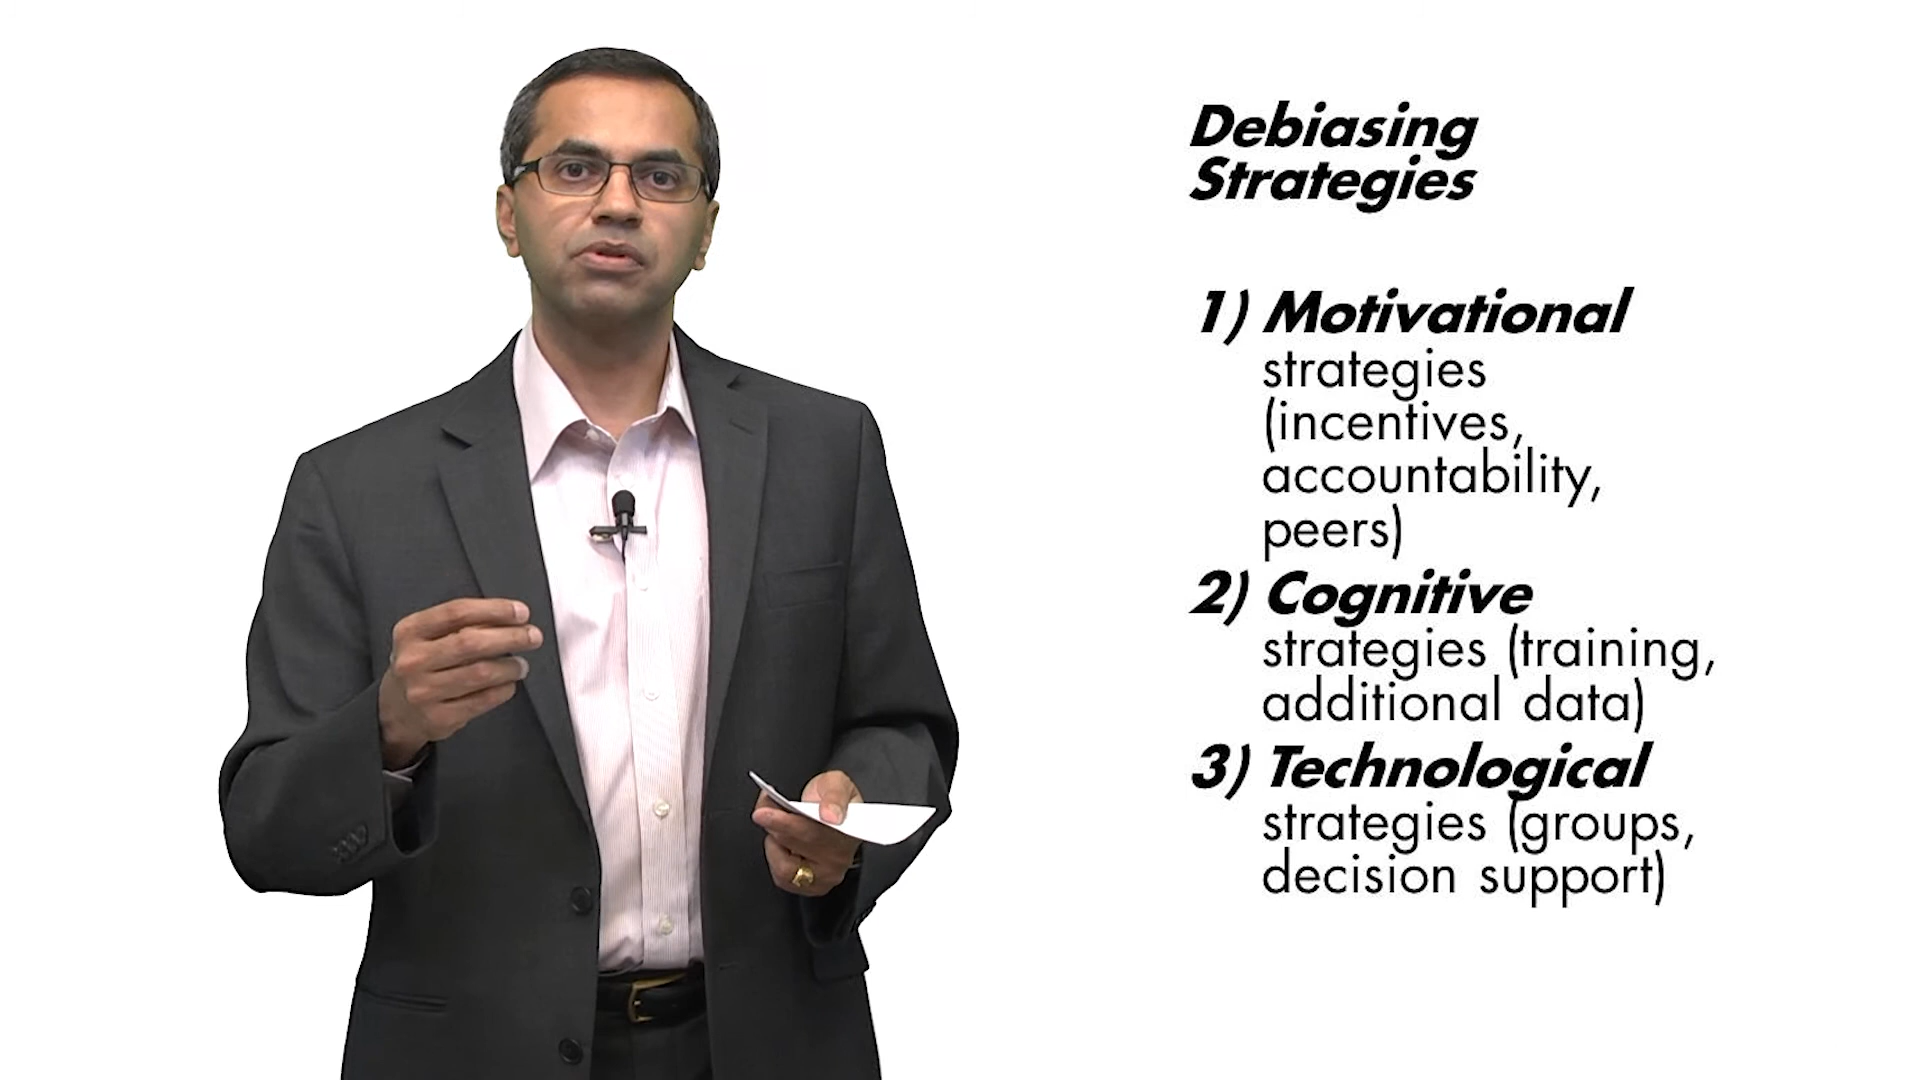 Debiasing
Strategies
1) Motivational
strategies
(incentives,
accountability,
peers)
2) Cognitive
strategies (training,
additional data)
3) Technological
strategies (groups,
decision support)